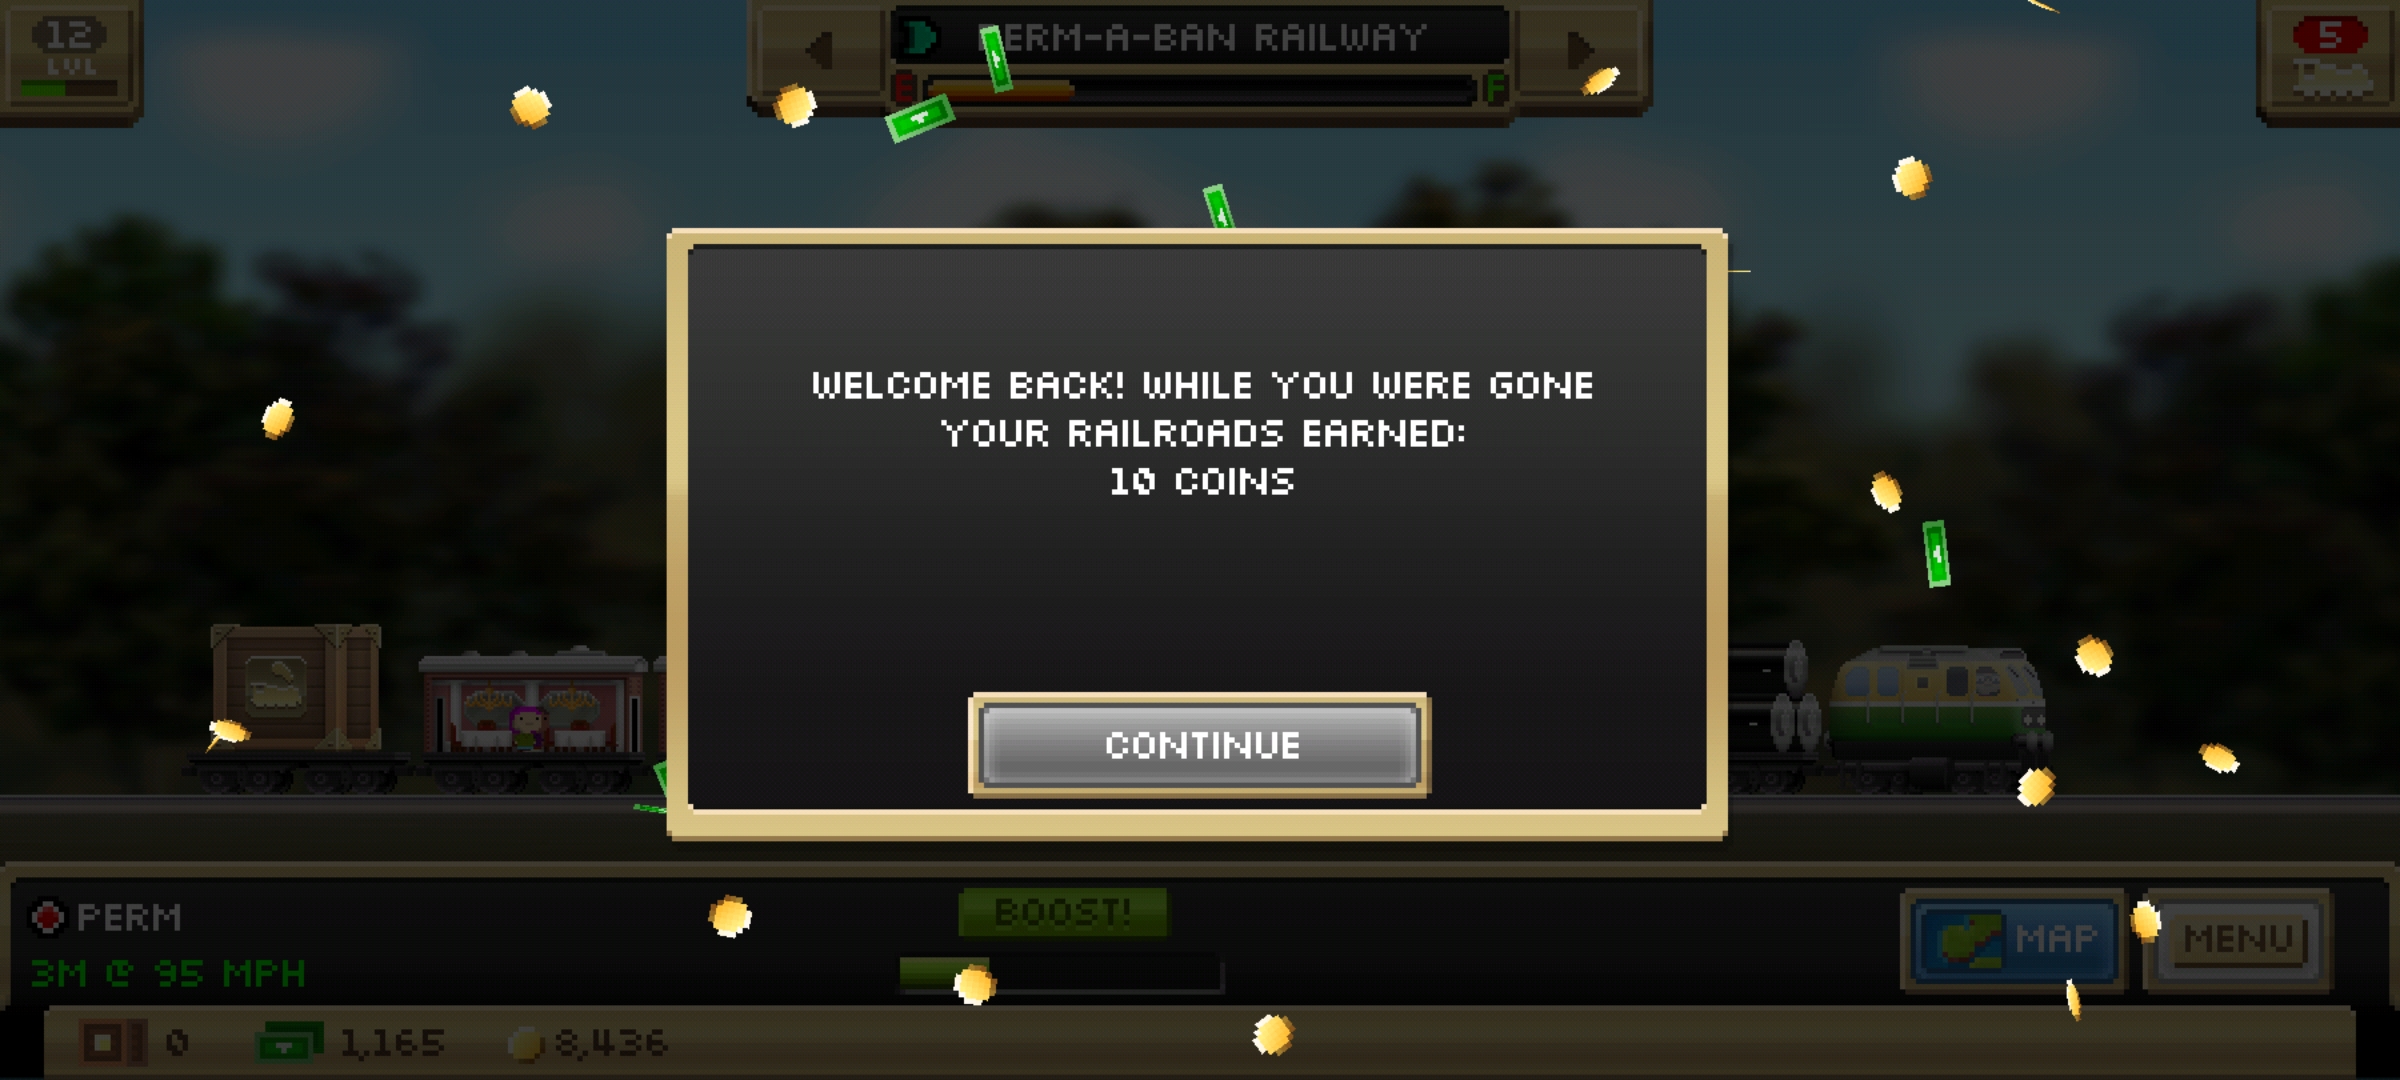 12
LVL
PERM-A-BAN RAILWAY
E F
5
WELCOME BACK! WHILE YOU WERE GONE
YOUR RAILROADS EARNED:
10 COINS
CONTINUE
PERM
3M @ 95 MPH
BOOST!
MAP
MENU
0 1,165 8,436